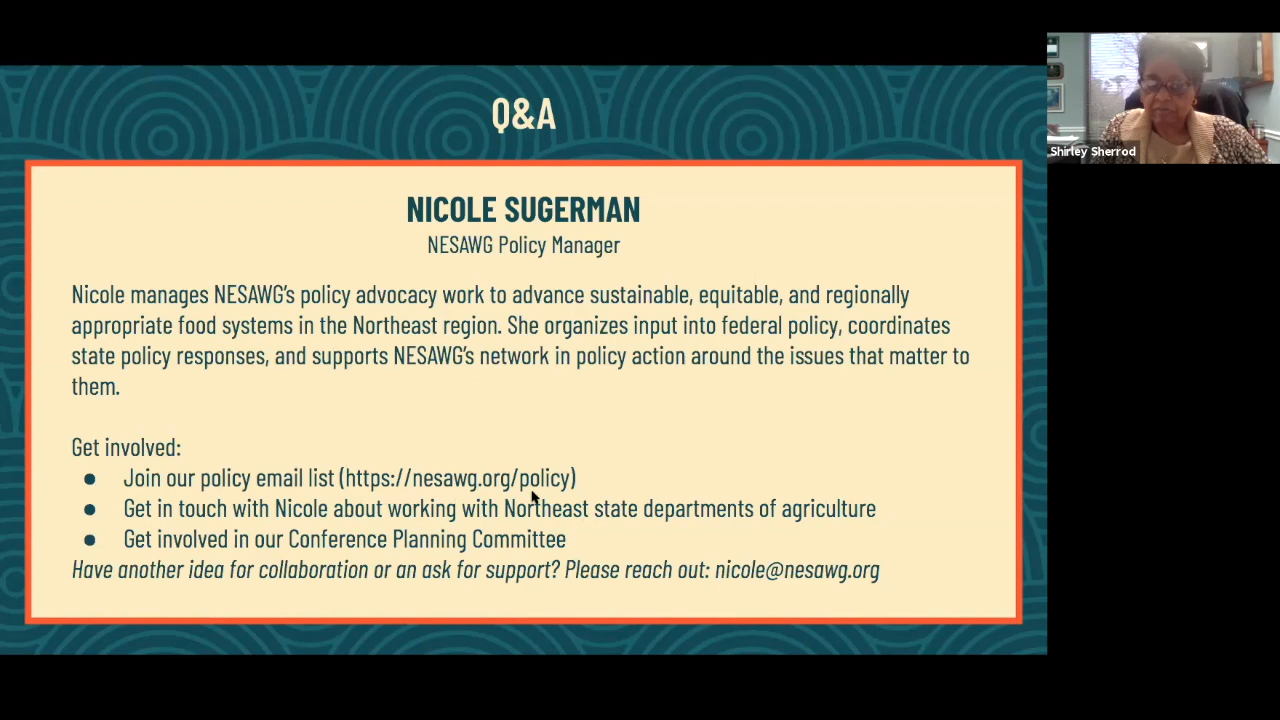 Q&A
NICOLE SUGERMAN
NESAWG Policy Manager
Nicole manages NESAWG's policy advocacy work to advance sustainable, equitable, and regionally
appropriate food systems in the Northeast region. She organizes input into federal policy, coordinates
state policy responses, and supports NESAWG's network in policy action around the issues that matter to
them.
Get involved:
● Join our policy email list (https://nesawg.org/policy)
● Get in touch with Nicole about working with Northeast state departments of agriculture
● Get involved in our Conference Planning Committee
Have another idea for collaboration or an ask for support? Please reach out: nicole@nesawg.org
Shirley Sherrod